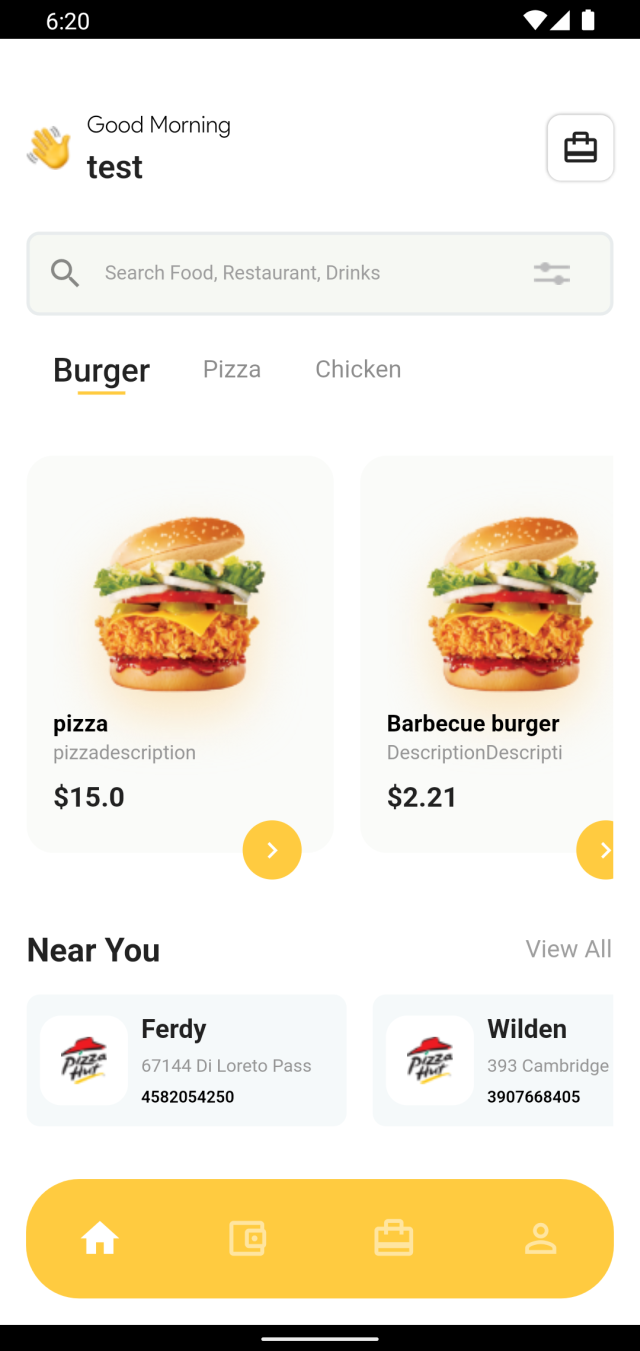 6:20
Good Morning
test
Search Food, Restaurant, Drinks
Burger Pizza Chicken
pizza
pizzadescription
$15.0
Barbecue burger
DescriptionDescripti
$2.21
Near You
View All
Pizza
Hut
Ferdy
67144 Di Loreto Pass
4582054250
Pizza
Hut
Wilden
393 Cambridge
3907668405